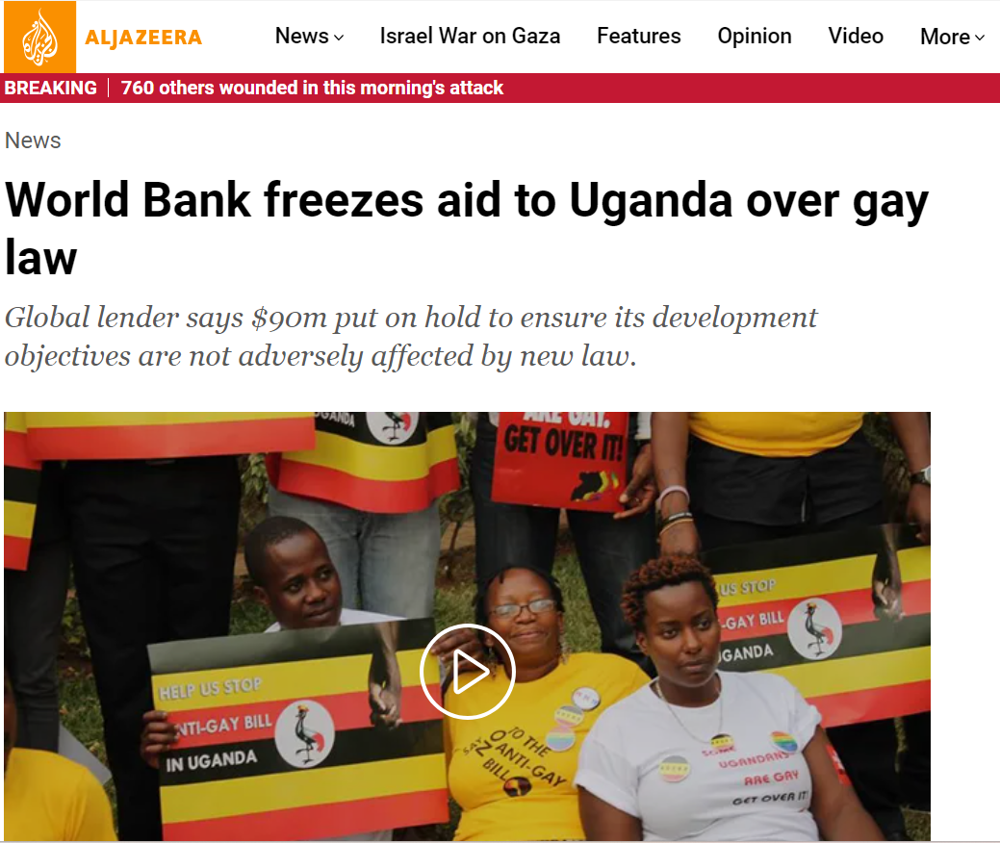 ALJAZEERA
News
Israel War on Gaza
Features
Opinion
Video
More
BREAKING
760 others wounded in this morning's attack
News
World Bank freezes aid to Uganda over gay
law
Global lender says $90m put on hold to ensure its development
objectives are not adversely affected by new law.
UGANDA
ARE GAY.
GET OVER IT!
US STOP
-GAY BILL
UGANDA
HELP US STOP
ANTI-GAY BILL
IN UGANDA
SAY
NO
TO THE
ANTI-GAY
BILL
SOME
UGANDANS
ARE GAY
GET OVER IT!